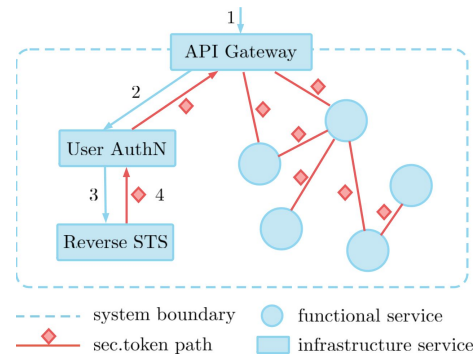 1
API Gateway
2
User AuthN
3
4
Reverse STS
system boundary
functional service
sec.token path
infrastructure service